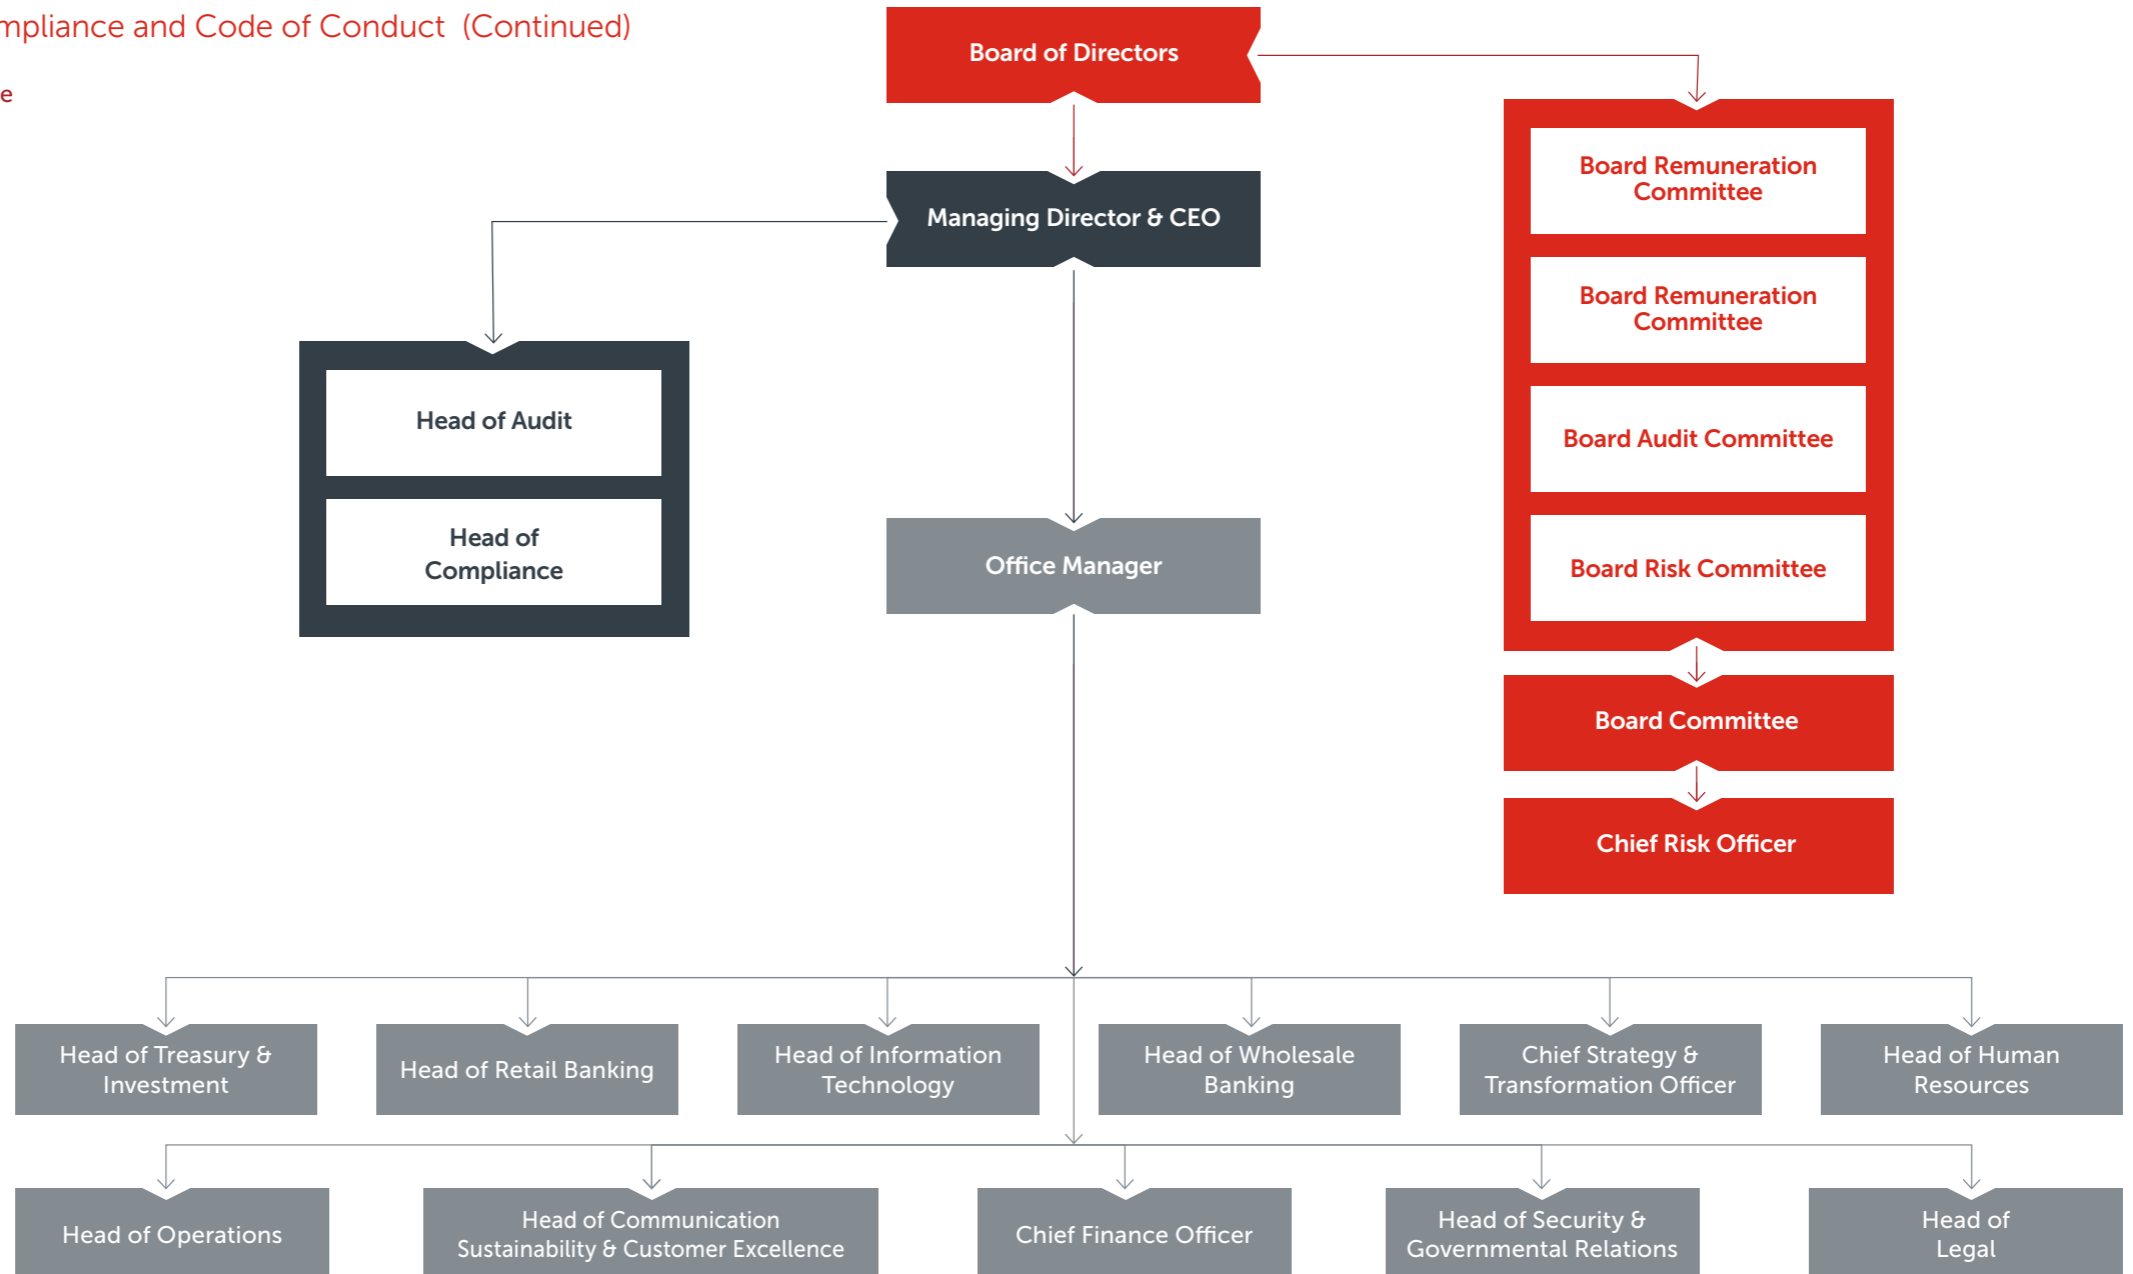 mpliance and Code of Conduct (Continued)
e
Board of Directors
Managing Director & CEO
Head of Audit
Head of
Compliance
Office Manager
Board Remuneration
Committee
Board Remuneration
Committee
Board Audit Committee
Board Risk Committee
Board Committee
Chief Risk Officer
Head of Treasury &
Investment
Head of Retail Banking
Head of Information
Technology
Head of Wholesale
Banking
Chief Strategy &
Transformation Officer
Head of Human
Resources
Head of Operations
Head of Communication
Sustainability & Customer Excellence
Chief Finance Officer
Head of Security &
Governmental Relations
Head of
Legal